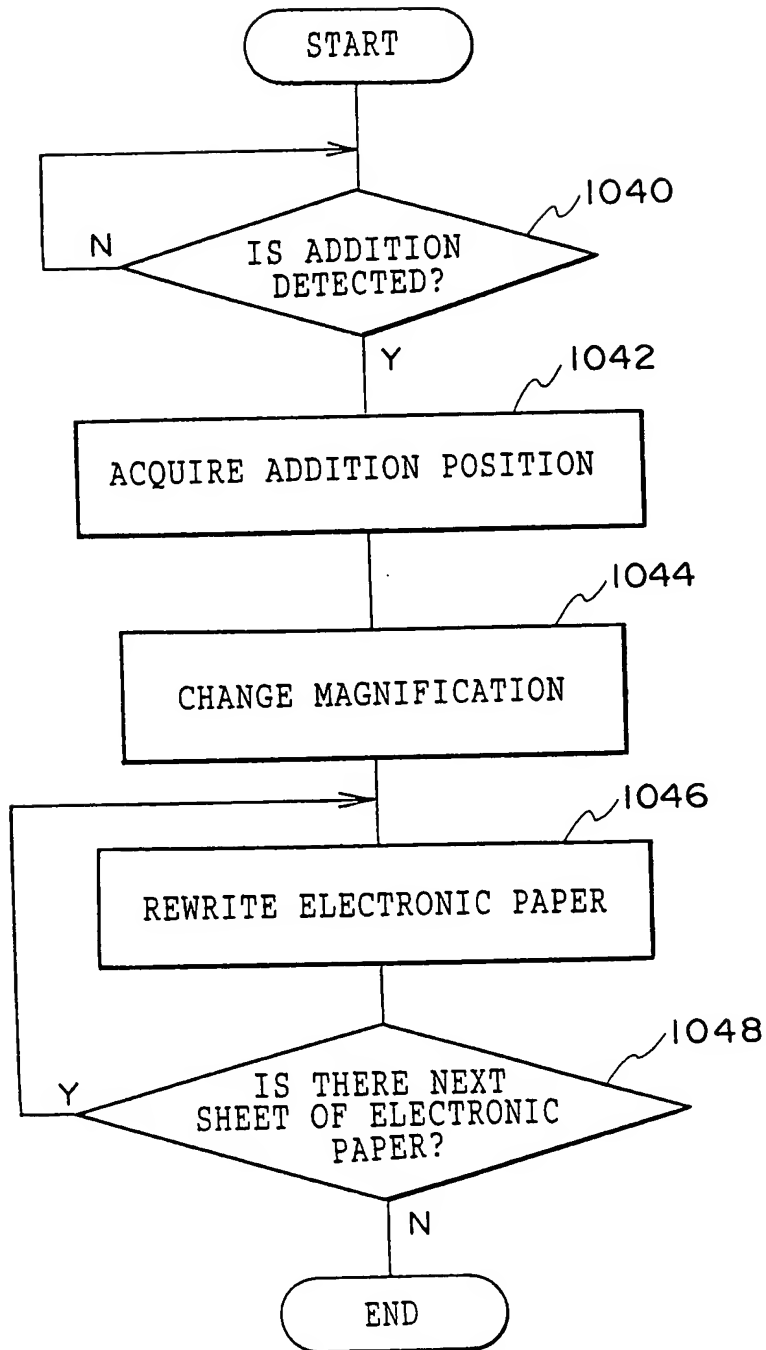 START
1040
N
IS ADDITION
DETECTED?
Y
1042
ACQUIRE ADDITION POSITION
1044
CHANGE MAGNIFICATION
1046
REWRITE ELECTRONIC PAPER
1048
Y
IS THERE NEXT
SHEET OF ELECTRONIC
PAPER?
N
END